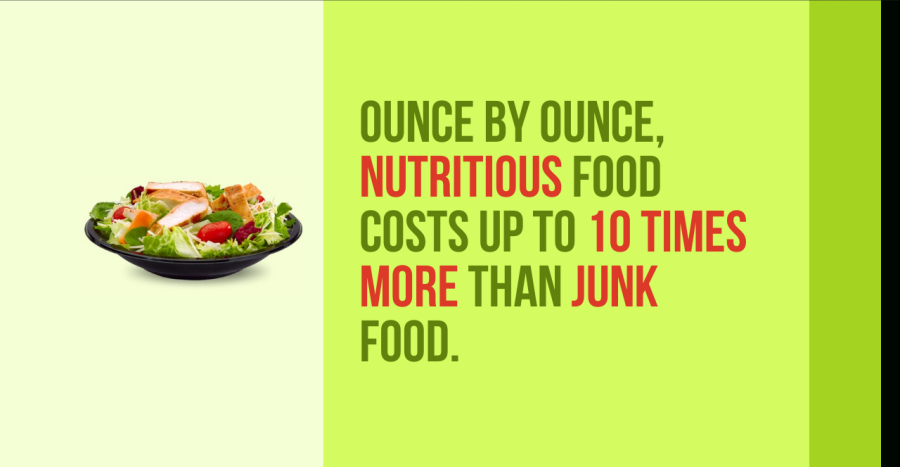 OUNCE BY OUNCE,
NUTRITIOUS FOOD
COSTS UP TO 10 TIMES
MORE THAN JUNK
FOOD.